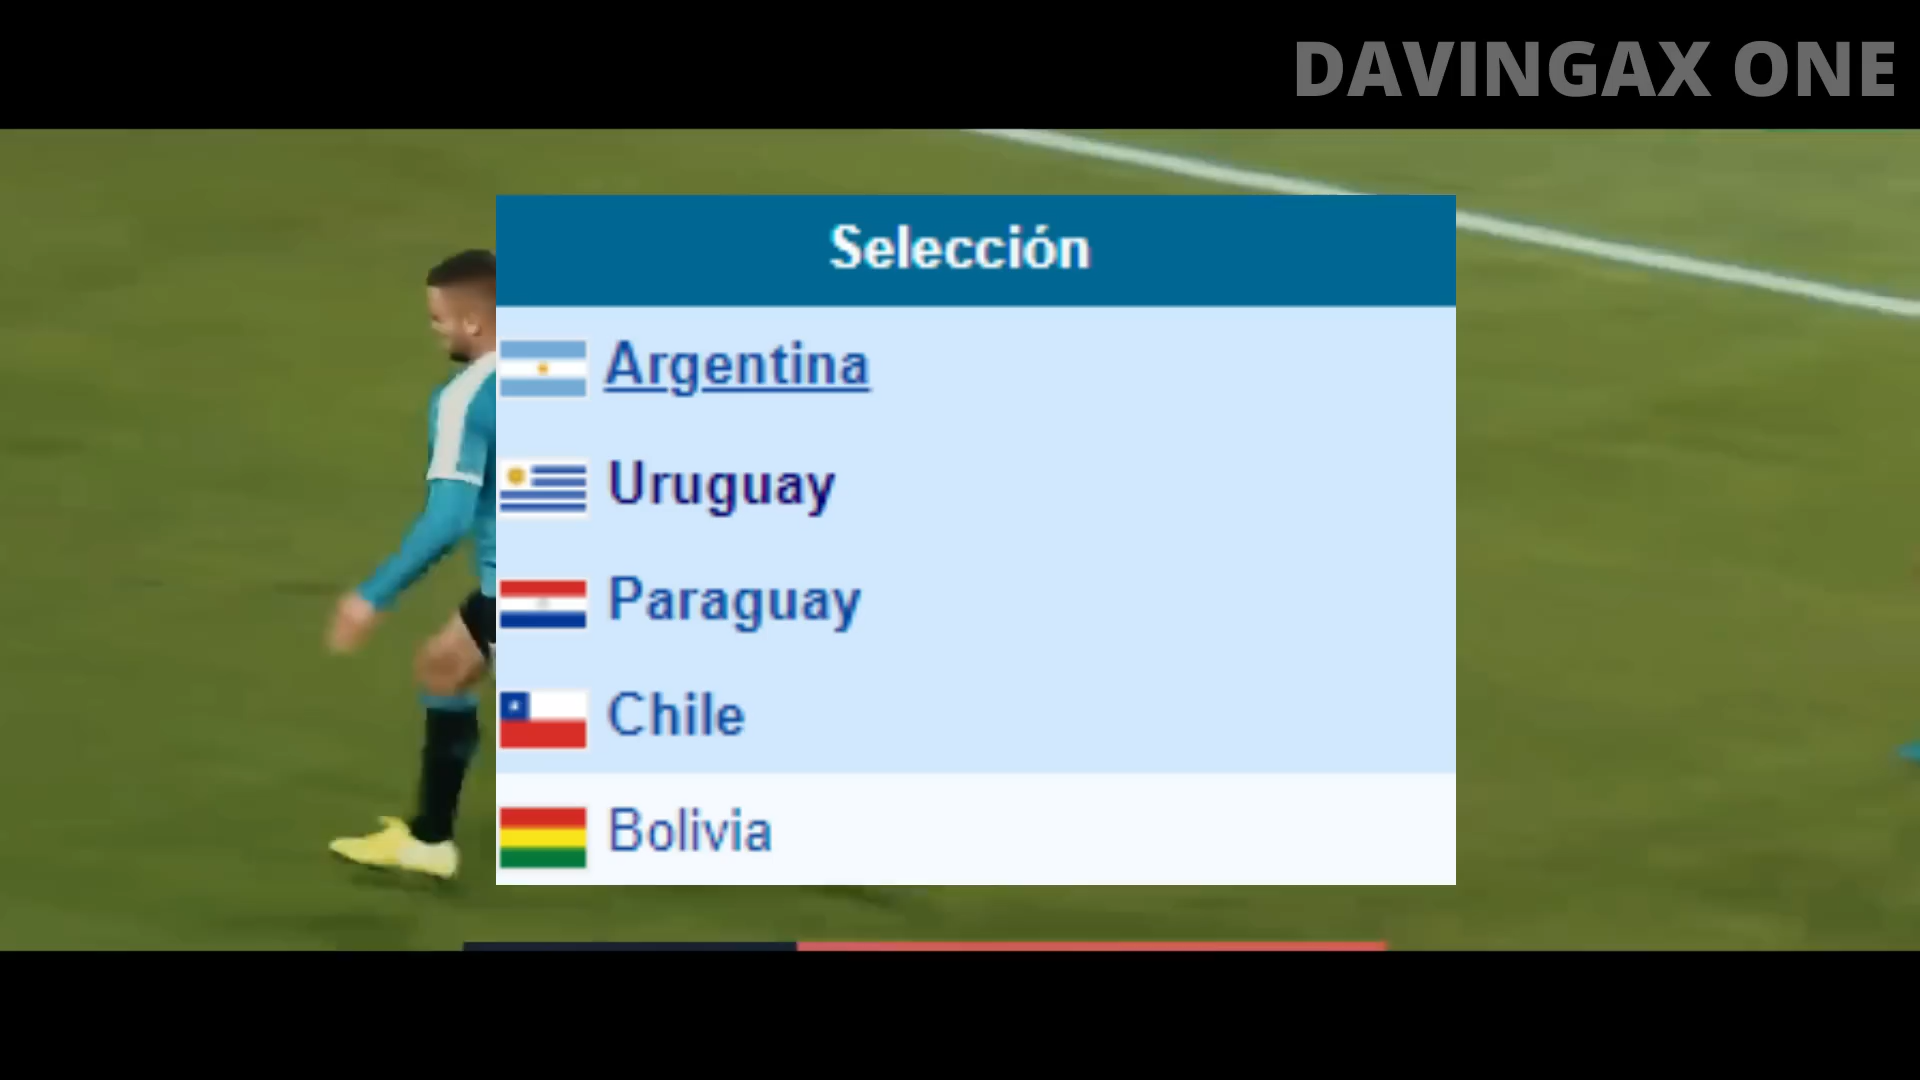 DAVINGAX ONE
Selección
Argentina
Uruguay
Paraguay
Chile
Bolivia